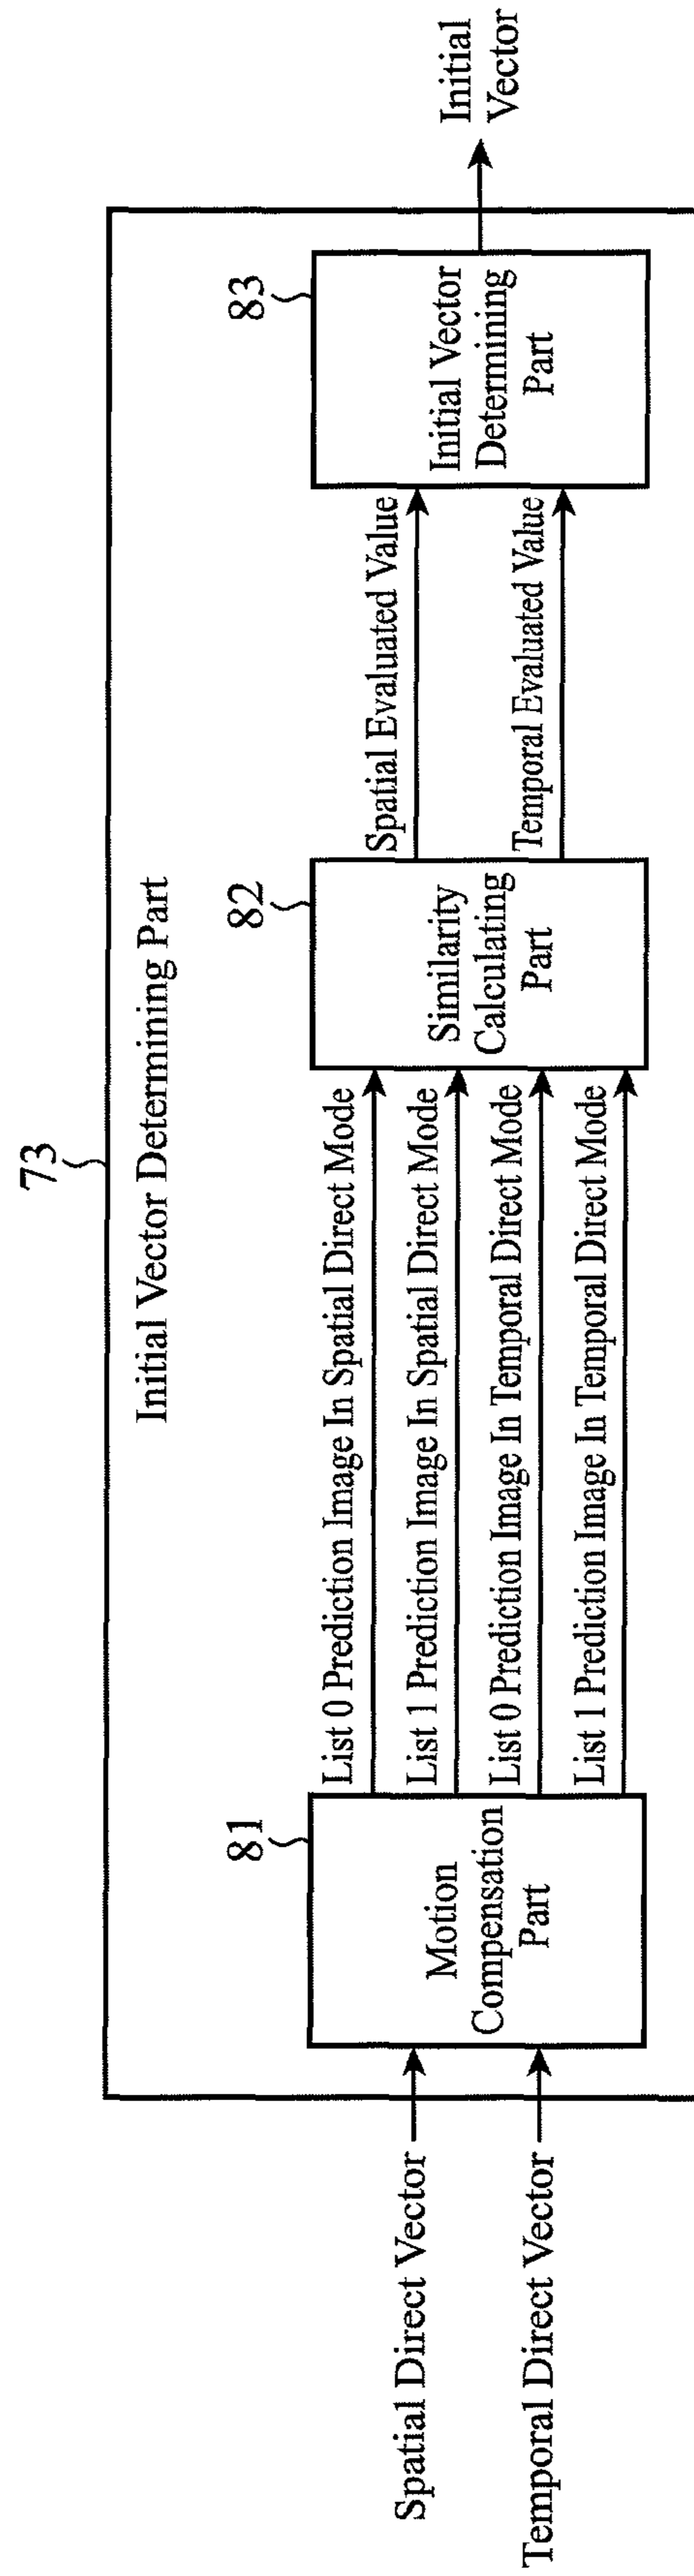 73
Initial Vector Determining Part
Spatial Direct Vector
Temporal Direct Vector
81
Motion
Compensation
Part
List 0 Prediction Image In Spatial Direct Mode
List 1 Prediction Image In Spatial Direct Mode
List 0 Prediction Image In Temporal Direct Mode
List 1 Prediction Image In Temporal Direct Mode
82
Similarity
Calculating
Part
Spatial Evaluated Value
Temporal Evaluated Value
83
Initial Vector
Determining
Part
Initial
Vector